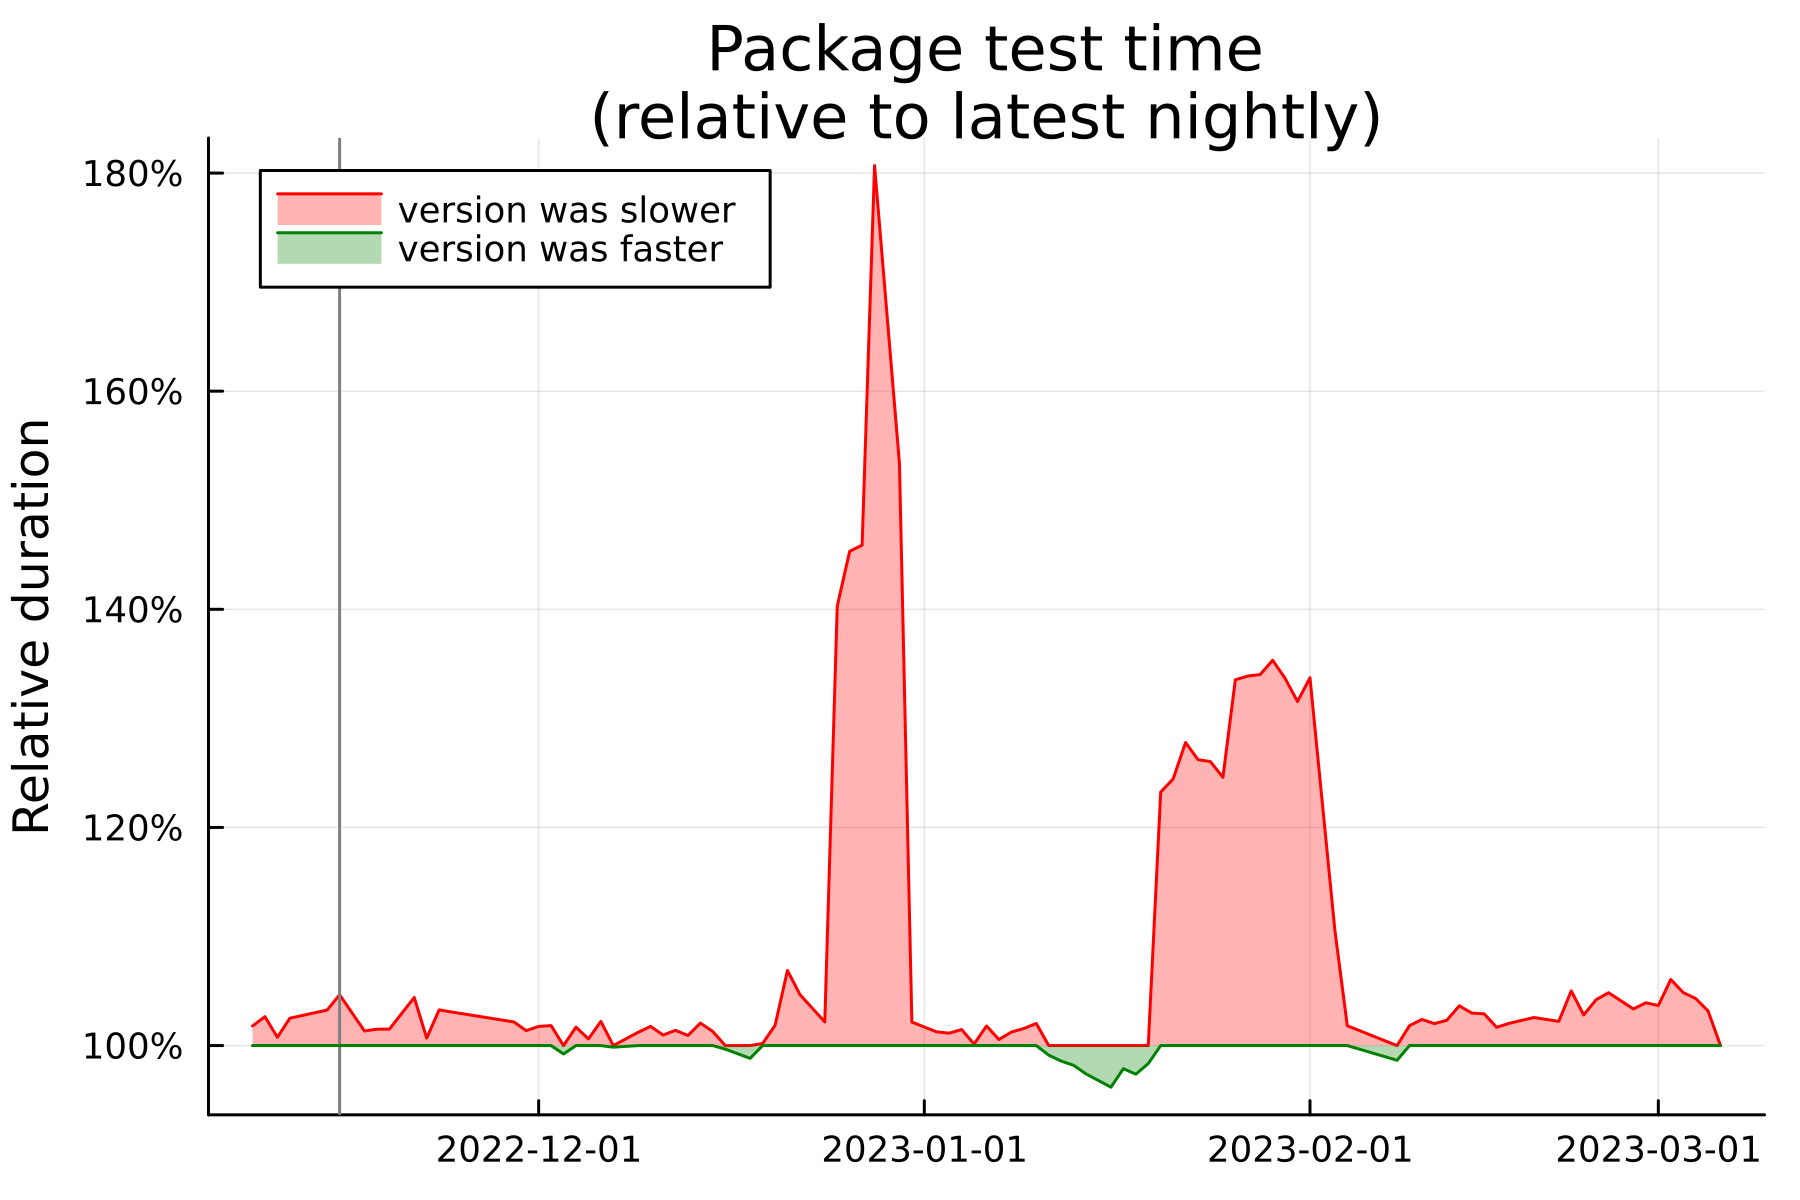 Package test time
(relative to latest nightly)
180%
version was slower
version was faster
160%
140%
120%
100%
Relative duration
2022-12-01
2023-01-01
2023-02-01
2023-03-01